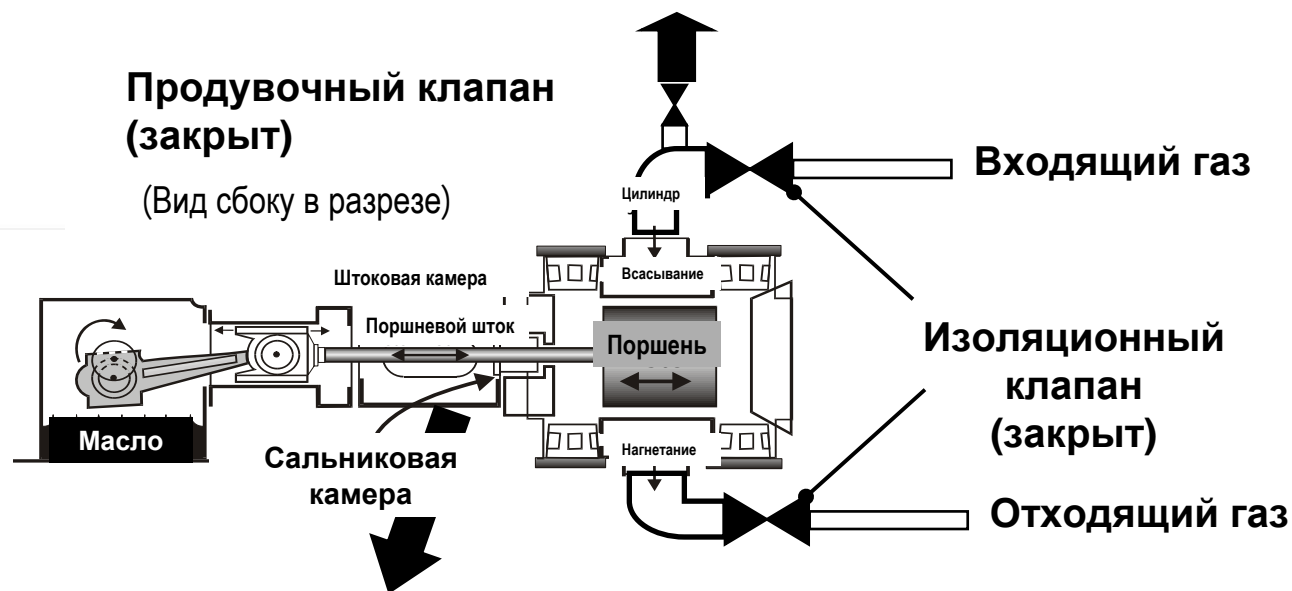 Продувочный клапан
(закрыт)
(Вид сбоку в разрезе)
Входящий газ
Цилиндр
Всасывание
Штоковая камера
Поршневой шток
Поршень
Изоляционный
клапан
(закрыт)
Масло
Сальниковая
камера
Нагнетание
Отходящий газ